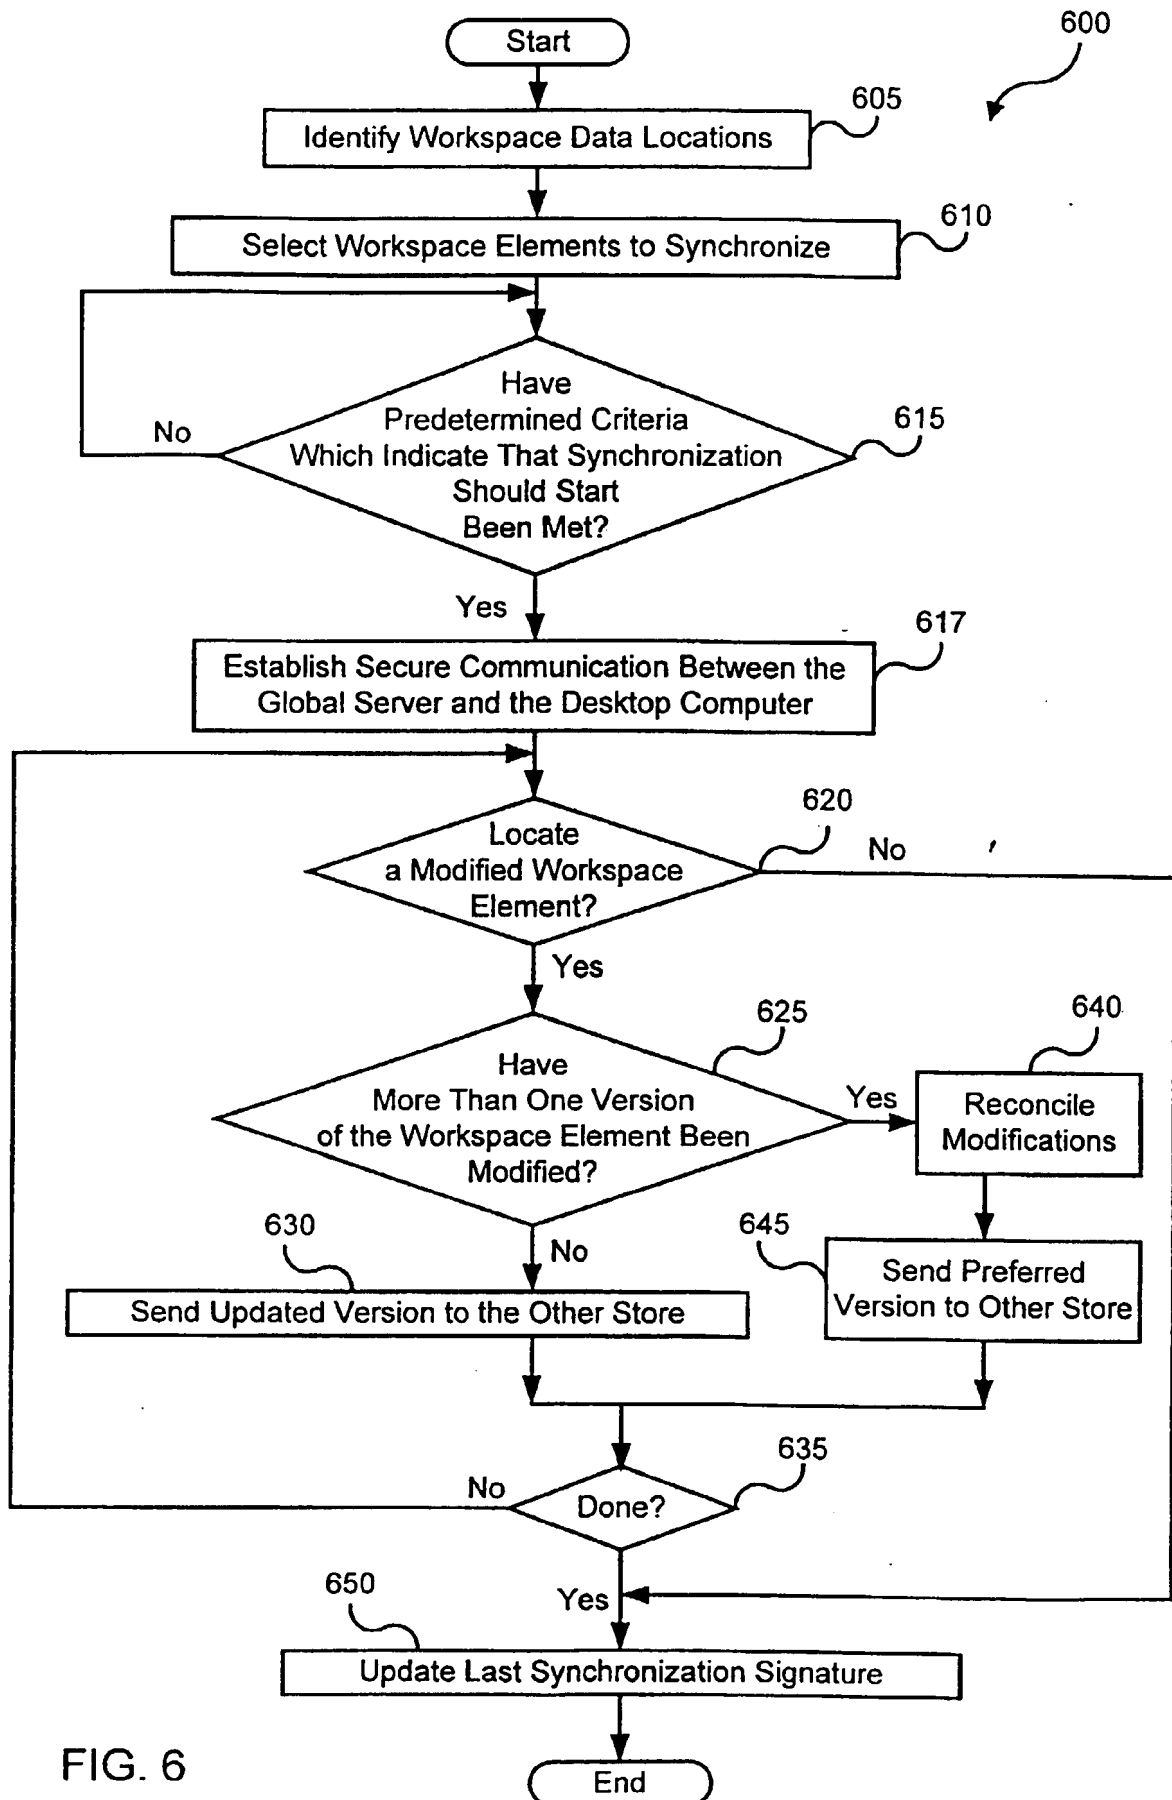 Start
600
605
Identify Workspace Data Locations
610
Select Workspace Elements to Synchronize
Have
Predetermined Criteria
Which Indicate That Synchronization
Should Start
Been Met?
615
No
Yes
617
Establish Secure Communication Between the
Global Server and the Desktop Computer
620
Locate
a Modified Workspace
Element?
No
Yes
625
Have
More Than One Version
of the Workspace Element Been
Modified?
Yes
640
Reconcile
Modifications
630
No
Send Updated Version to the Other Store
645
Send Preferred
Version to Other Store
635
Done?
No
Yes
650
Update Last Synchronization Signature
End
FIG. 6